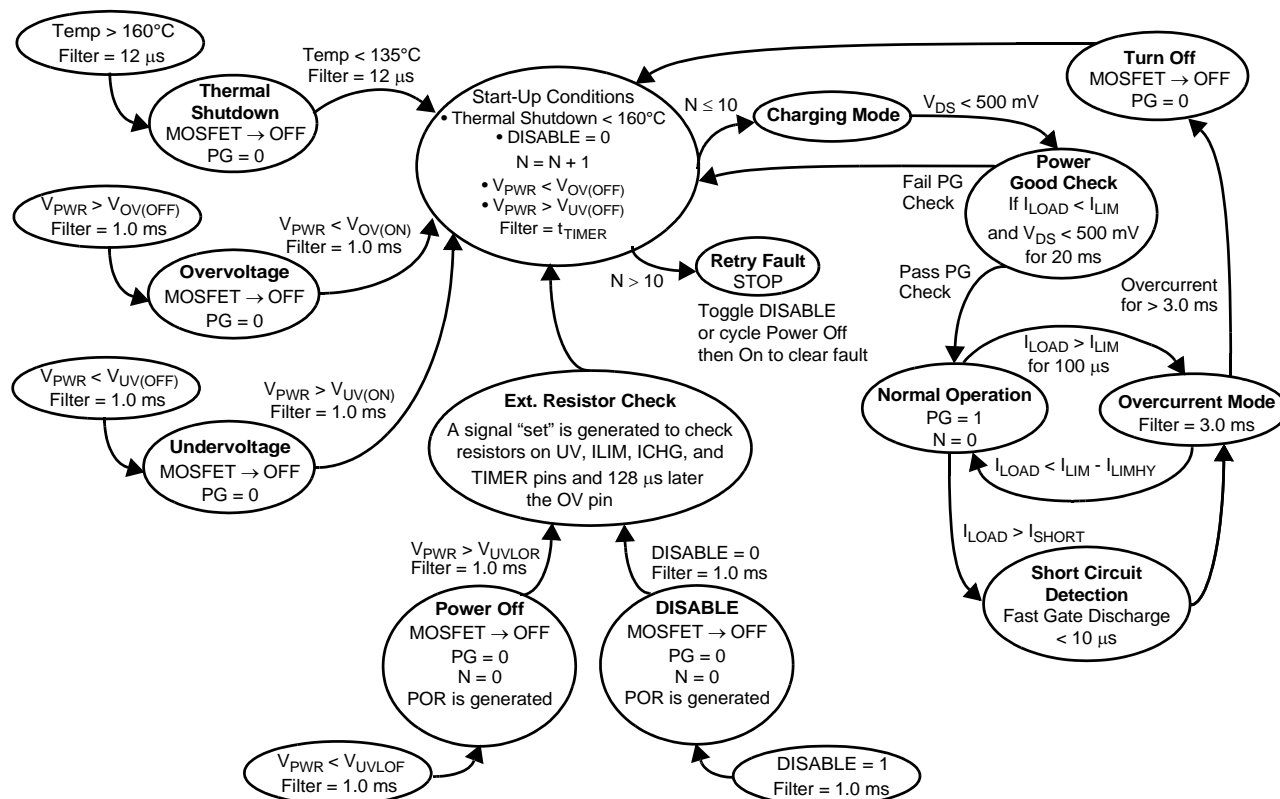 Temp > 160°C
Filter = 12 μs
Thermal
Shutdown
MOSFET → OFF
PG = 0
Temp < 135°C
Filter = 12 μs
V_PWR > V_OV(OFF)
Filter = 1.0 ms
Overvoltage
MOSFET → OFF
PG = 0
V_PWR < V_OV(ON)
Filter = 1.0 ms
V_PWR < V_UV(OFF)
Filter = 1.0 ms
Undervoltage
MOSFET → OFF
PG = 0
V_PWR > V_UV(ON)
Filter = 1.0 ms
Start-Up Conditions
• Thermal Shutdown < 160°C
• DISABLE = 0
N = N + 1
• V_PWR < V_OV(OFF)
• V_PWR > V_UV(OFF)
Filter = t_TIMER
N ≤ 10
Charging Mode
V_DS < 500 mV
Turn Off
MOSFET → OFF
PG = 0
Power
Good Check
If I_LOAD < I_LIM
and V_DS < 500 mV
for 20 ms
Fail PG
Check
Pass PG
Check
N > 10
Retry Fault
STOP
Toggle DISABLE
or cycle Power Off
then On to clear fault
Overcurrent
for > 3.0 ms
I_LOAD > I_LIM
for 100 μs
Normal Operation
PG = 1
N = 0
Overcurrent Mode
Filter = 3.0 ms
I_LOAD < I_LIM - I_LIMHY
I_LOAD > I_SHORT
Short Circuit
Detection
Fast Gate Discharge
< 10 μs
Ext. Resistor Check
A signal “set” is generated to check
resistors on UV, ILIM, ICHG, and
TIMER pins and 128 μs later
the OV pin
V_PWR > V_UVLOR
Filter = 1.0 ms
DISABLE = 0
Filter = 1.0 ms
Power Off
MOSFET → OFF
PG = 0
N = 0
POR is generated
DISABLE
MOSFET → OFF
PG = 0
N = 0
POR is generated
V_PWR < V_UVLOF
Filter = 1.0 ms
DISABLE = 1
Filter = 1.0 ms